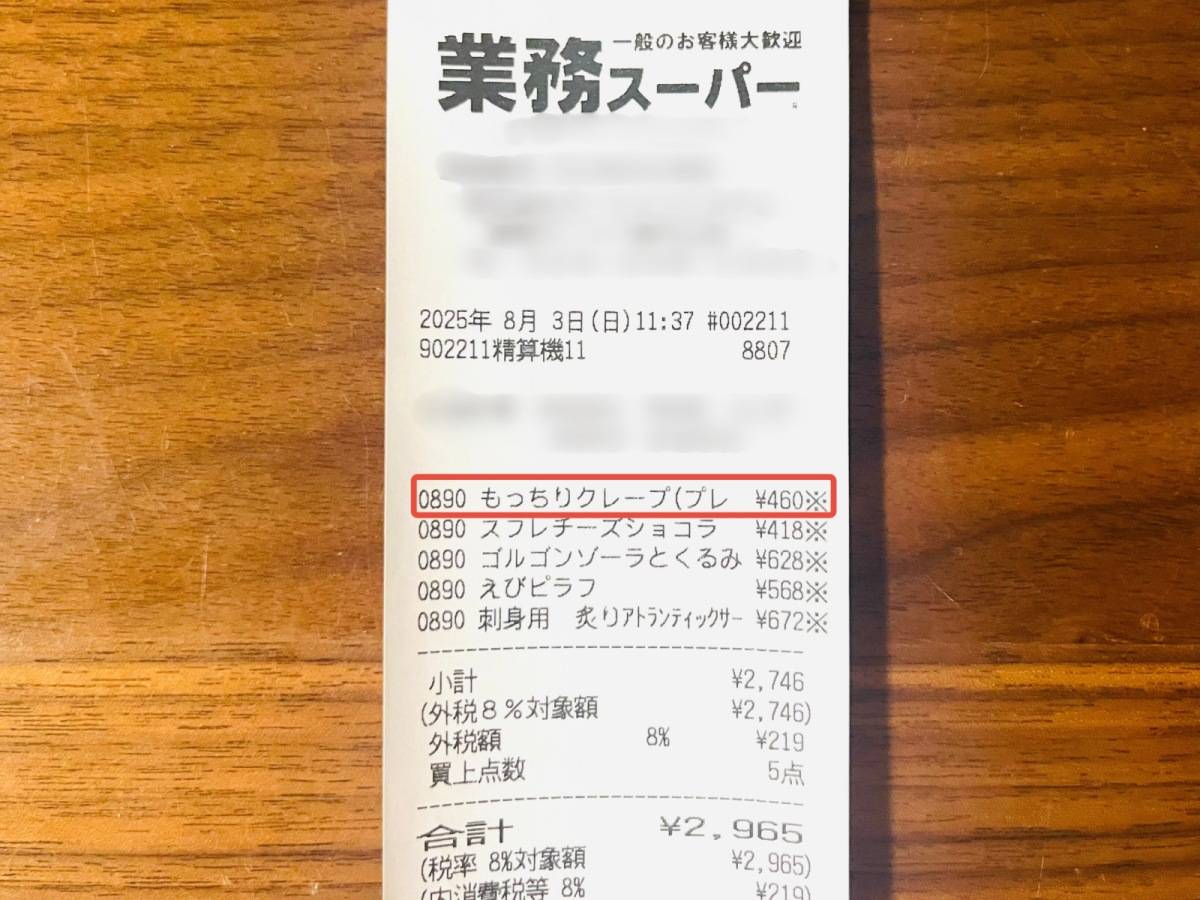 一般のお客様大歓迎
業務スーパー
2025年 8月 3日(日)11:37 #002211
902211精算機11 8807
0890 もっちりクレープ(プレ ¥460※
0890 スフレチーズショコラ ¥418※
0890 ゴルゴンゾーラとくるみ ¥628※
0890 えびピラフ ¥568※
0890 刺身用 炙りアトランティックサー ¥672※
小計 ¥2,746
(外税8%対象額 ¥2,746)
外税額 8% ¥219
買上点数 5点
合計 ¥2,965
(税率 8%対象額 ¥2,965)
(内消費税等 8% ¥219)